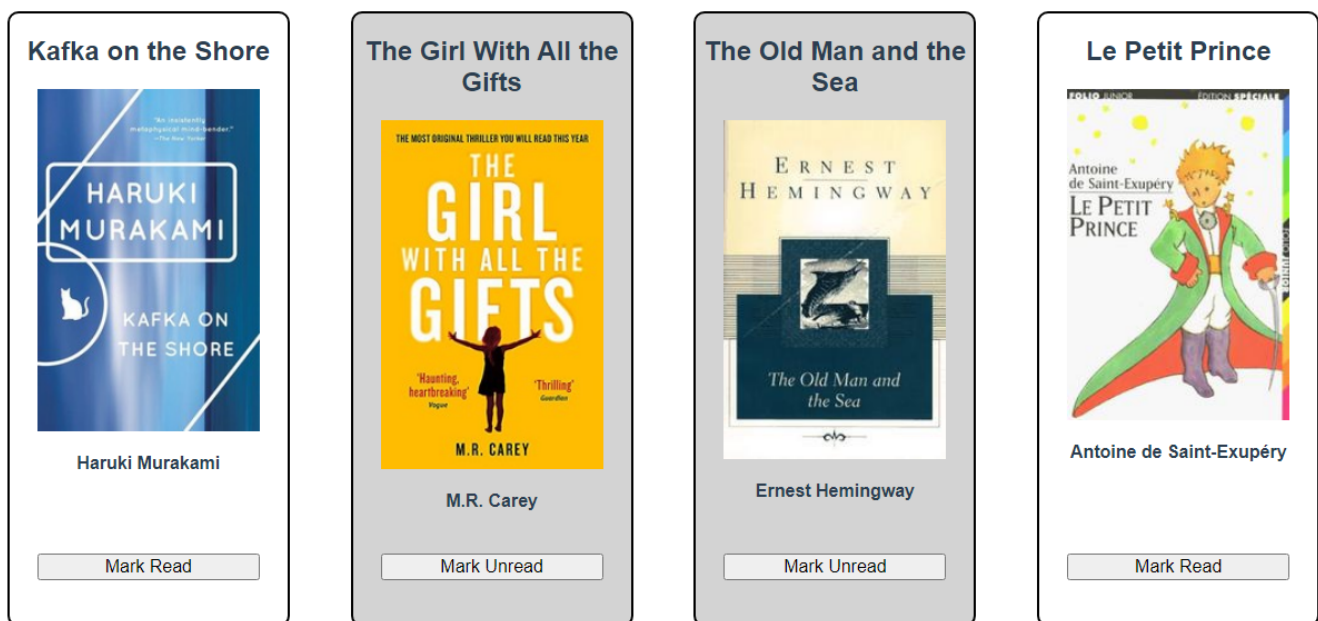 Kafka on the Shore
"An insistently
metaphysical mind-bender."
—The New Yorker
HARUKI
MURAKAMI
KAFKA ON
THE SHORE
Haruki Murakami
Mark Read
The Girl With All the
Gifts
THE MOST ORIGINAL THRILLER YOU WILL READ THIS YEAR
THE
GIRL
WITH ALL THE
GIFTS
'Haunting,
heartbreaking'
Vogue
'Thrilling'
Guardian
M.R. CAREY
M.R. Carey
Mark Unread
The Old Man and the
Sea
ERNEST
HEMINGWAY
The Old Man and
the Sea
Ernest Hemingway
Mark Unread
Le Petit Prince
FOLIO JUNIOR ÉDITION SPÉCIALE
Antoine
de Saint-Exupéry
LE PETIT
PRINCE
FOLIO JUNIOR
Antoine de Saint-Exupéry
Mark Read